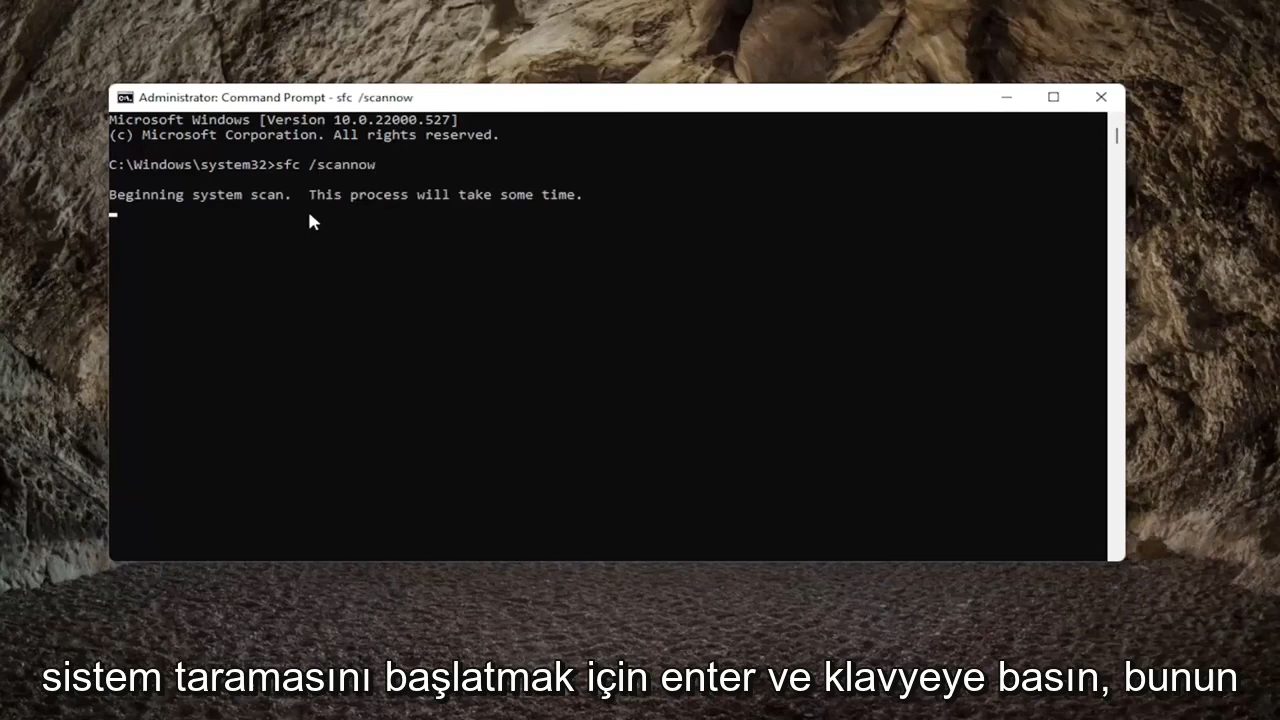 Administrator: Command Prompt - sfc /scannow
Microsoft Windows [Version 10.0.22000.527]
(c) Microsoft Corporation. All rights reserved.
C:\Windows\system32>sfc /scannow
Beginning system scan.  This process will take some time.
sistem taramasını başlatmak için enter ve klavyeye basın, bunun